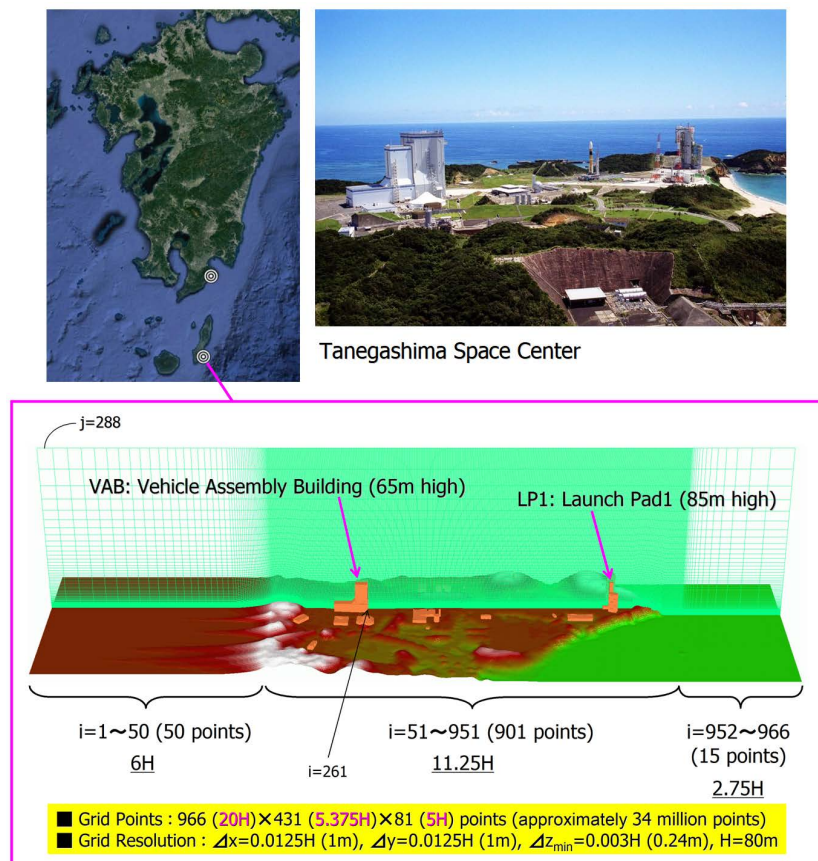 Tanegashima Space Center
j=288
VAB: Vehicle Assembly Building (65m high)
LP1: Launch Pad1 (85m high)
i=1～50 (50 points)
6H
i=261
i=51～951 (901 points)
11.25H
i=952～966
(15 points)
2.75H
■ Grid Points : 966 (20H)×431 (5.375H)×81 (5H) points (approximately 34 million points)
■ Grid Resolution : ⊿x=0.0125H (1m), ⊿y=0.0125H (1m), ⊿zmin=0.003H (0.24m), H=80m